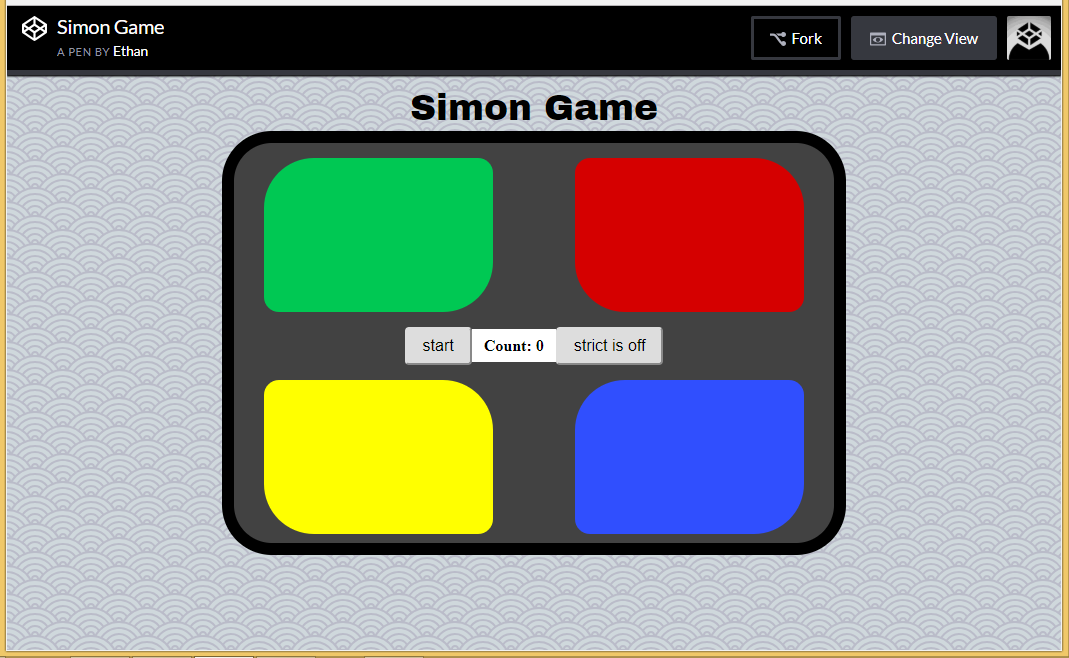 Simon Game
A PEN BY Ethan
Fork
Change View
Simon Game
start
Count: 0
strict is off